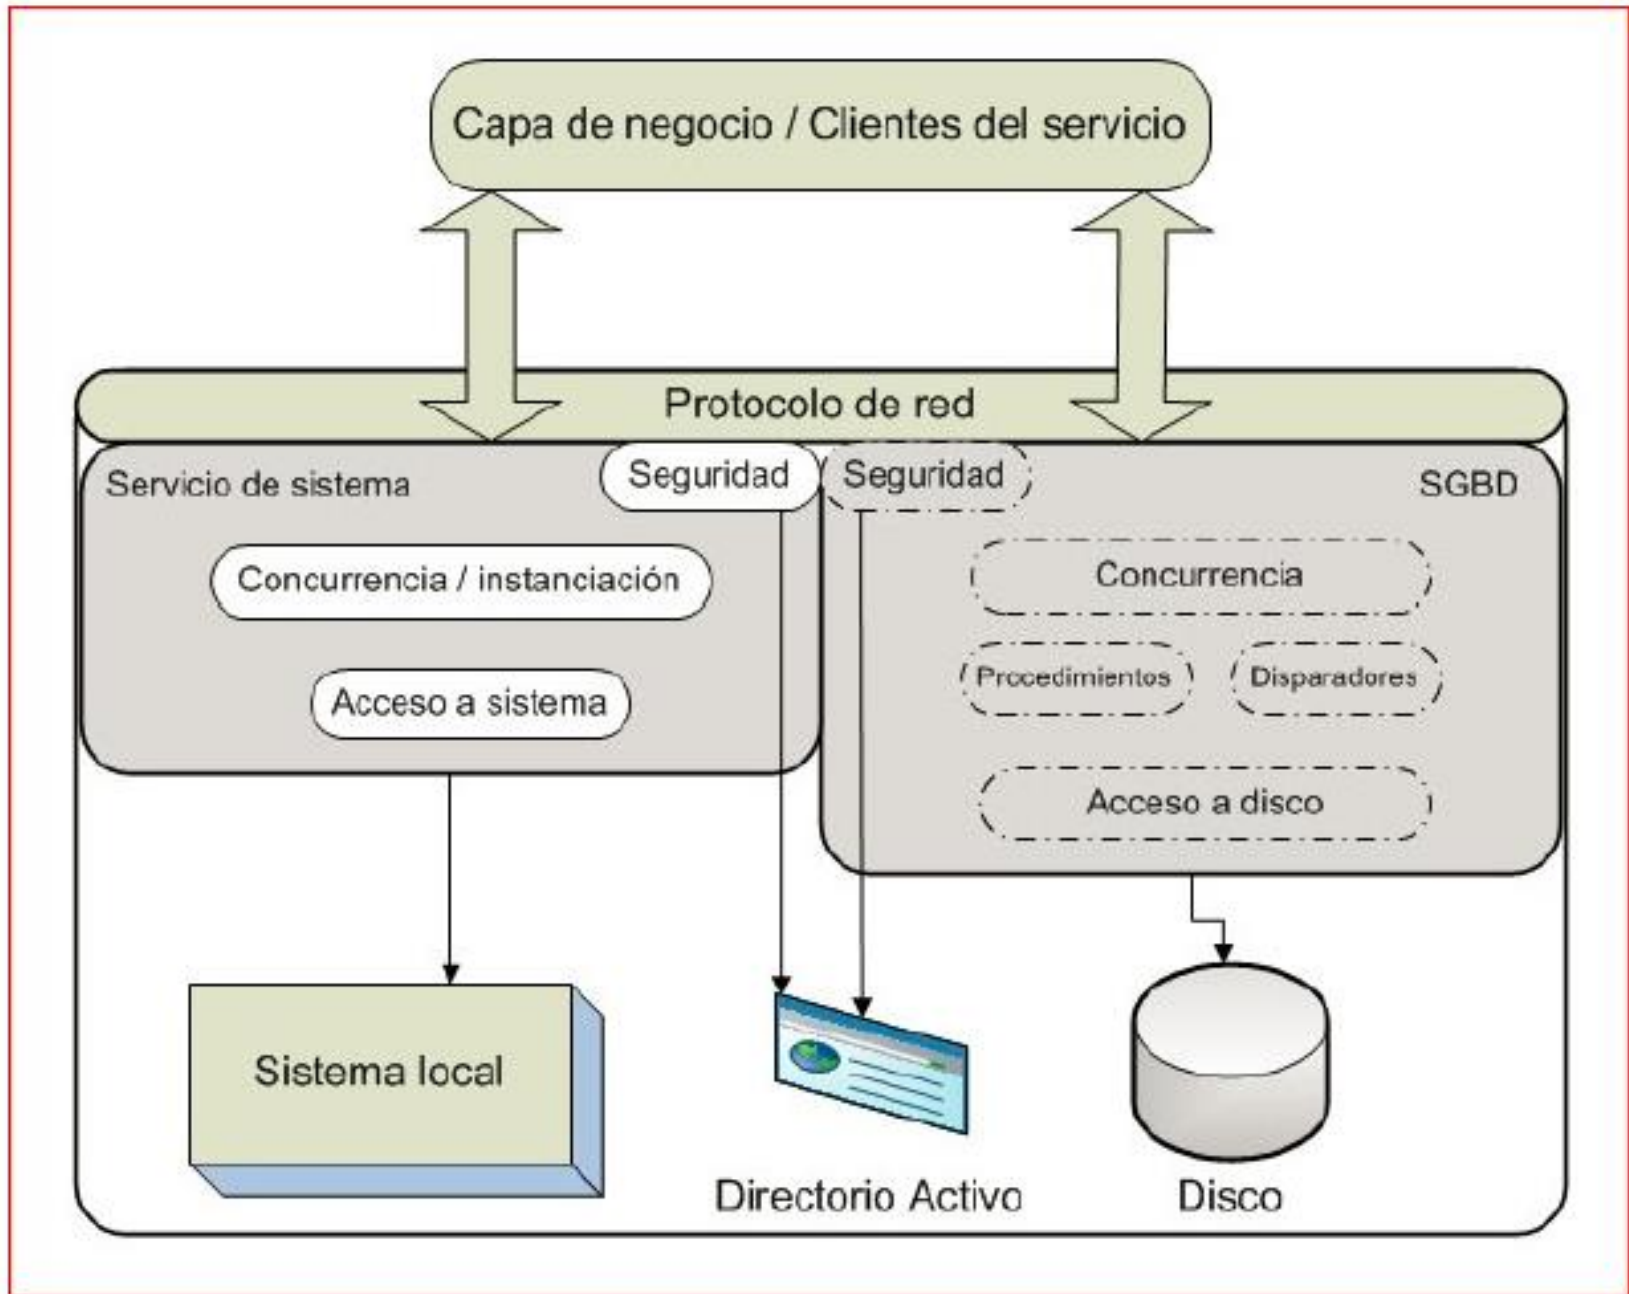 Capa de negocio / Clientes del servicio
Protocolo de red
Servicio de sistema
Seguridad
Seguridad
SGBD
Concurrencia / instanciación
Concurrencia
Procedimientos
Disparadores
Acceso a sistema
Acceso a disco
Sistema local
Directorio Activo
Disco